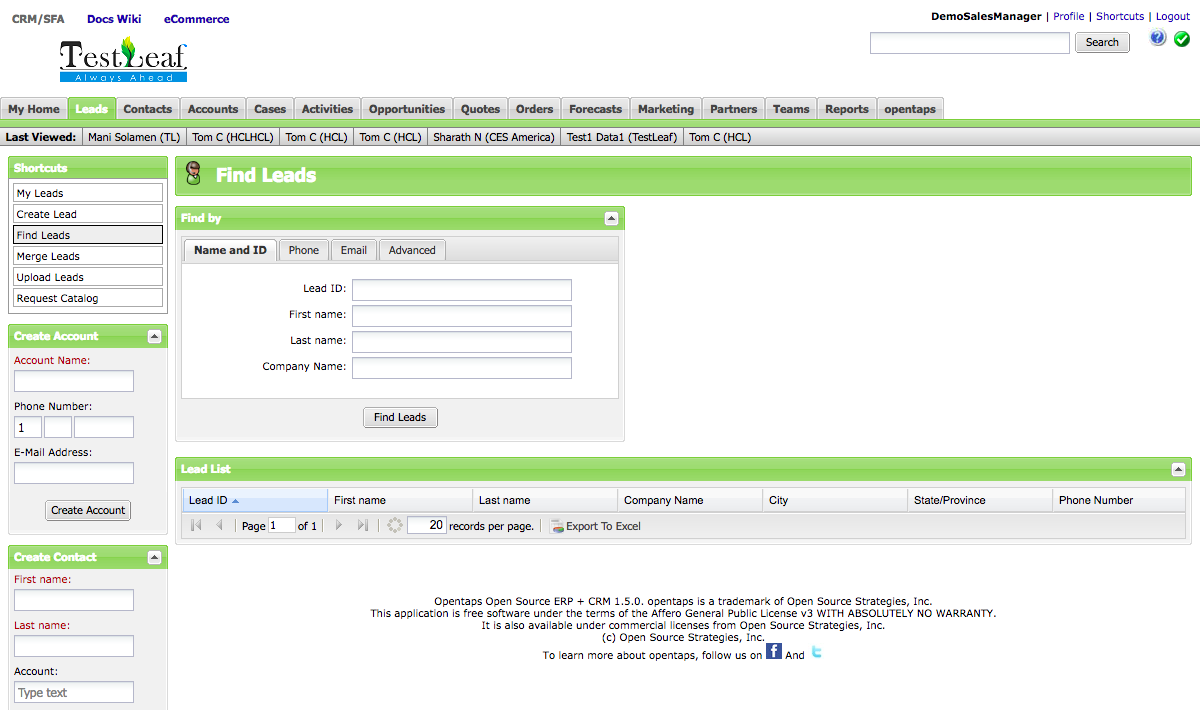 CRM/SFA Docs Wiki eCommerce
DemoSalesManager | Profile | Shortcuts | Logout
Search
TestLeaf
Always Ahead
My Home Leads Contacts Accounts Cases Activities Opportunities Quotes Orders Forecasts Marketing Partners Teams Reports opentaps
Last Viewed: Mani Solamen (TL) Tom C (HCLHCL) Tom C (HCL) Tom C (HCL) Sharath N (CES America) Test1 Data1 (TestLeaf) Tom C (HCL)
Shortcuts
My Leads
Create Lead
Find Leads
Merge Leads
Upload Leads
Request Catalog
Create Account
Account Name:
Phone Number:
1
E-Mail Address:
Create Account
Create Contact
First name:
Last name:
Account:
Type text
Find Leads
Find by
Name and ID Phone Email Advanced
Lead ID:
First name:
Last name:
Company Name:
Find Leads
Lead List
Lead ID First name Last name Company Name City State/Province Phone Number
Page 1 of 1 20 records per page. Export To Excel
Opentaps Open Source ERP + CRM 1.5.0. opentaps is a trademark of Open Source Strategies, Inc.
This application is free software under the terms of the Affero General Public License v3 WITH ABSOLUTELY NO WARRANTY.
It is also available under commercial licenses from Open Source Strategies, Inc.
(c) Open Source Strategies, Inc.
To learn more about opentaps, follow us on f And t